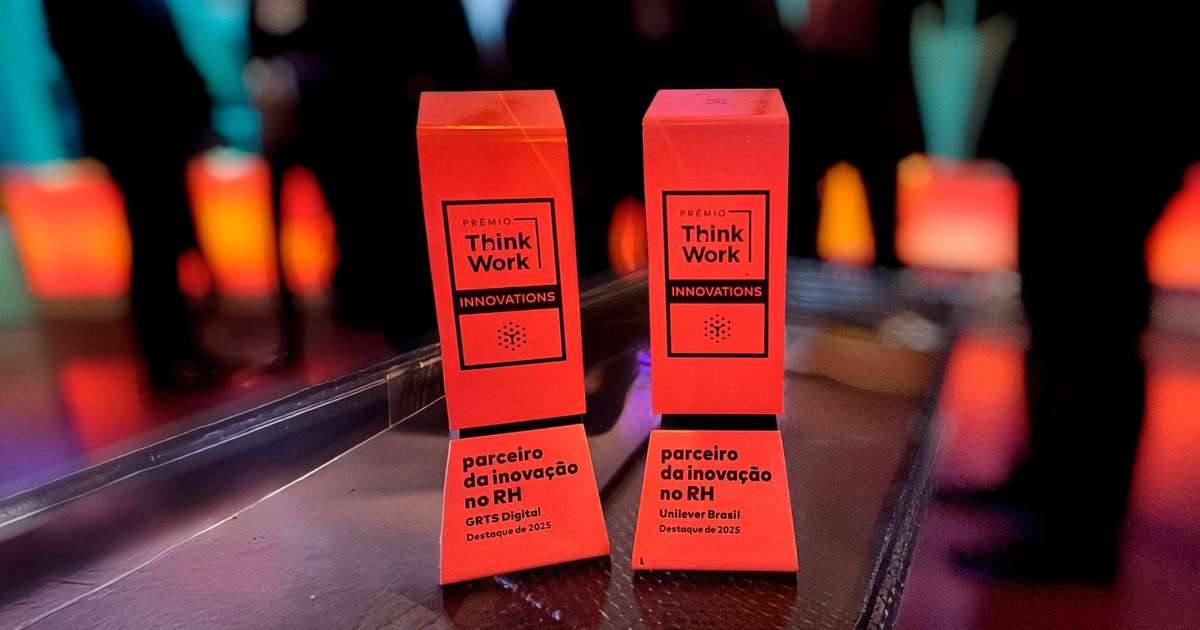 PRÊMIO
Think
Work
INNOVATIONS
parceiro
da inovação
no RH
GRTS Digital
Destaque de 2025
PRÊMIO
Think
Work
INNOVATIONS
parceiro
da inovação
no RH
Unilever Brasil
Destaque de 2025